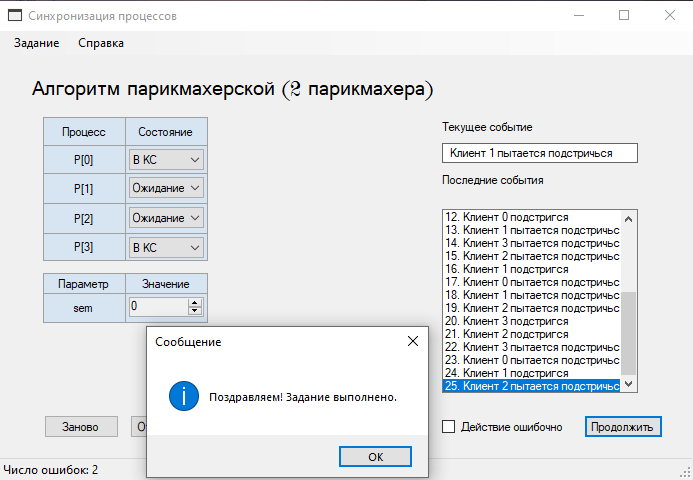 Синхронизация процессов
Задание Справка
Алгоритм парикмахерской (2 парикмахера)
Процесс Состояние
P[0] В КС
P[1] Ожидание
P[2] Ожидание
P[3] В КС
Параметр Значение
sem 0
Текущее событие
Клиент 1 пытается подстричься
Последние события
12. Клиент 0 подстригся
13. Клиент 1 пытается подстричьс
14. Клиент 3 пытается подстричьс
15. Клиент 2 пытается подстричьс
16. Клиент 1 подстригся
17. Клиент 0 пытается подстричьс
18. Клиент 1 пытается подстричьс
19. Клиент 2 пытается подстричьс
20. Клиент 3 подстригся
21. Клиент 2 подстригся
22. Клиент 3 пытается подстричьс
23. Клиент 0 пытается подстричьс
24. Клиент 1 подстригся
25. Клиент 2 пытается подстричьс
Сообщение
Поздравляем! Задание выполнено.
OK
Заново
Действие ошибочно
Продолжить
Число ошибок: 2